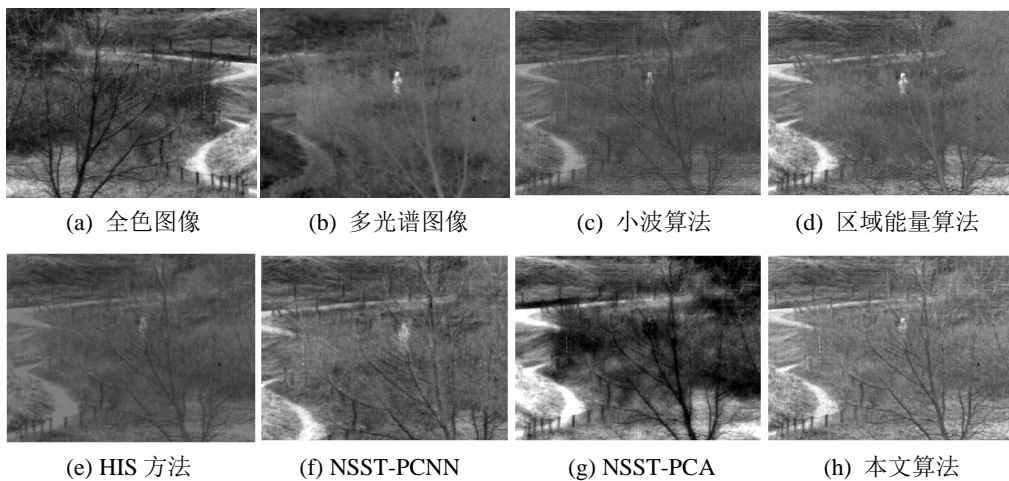 (a) 全色图像
(b) 多光谱图像
(c) 小波算法
(d) 区域能量算法
(e) HIS 方法
(f) NSST-PCNN
(g) NSST-PCA
(h) 本文算法